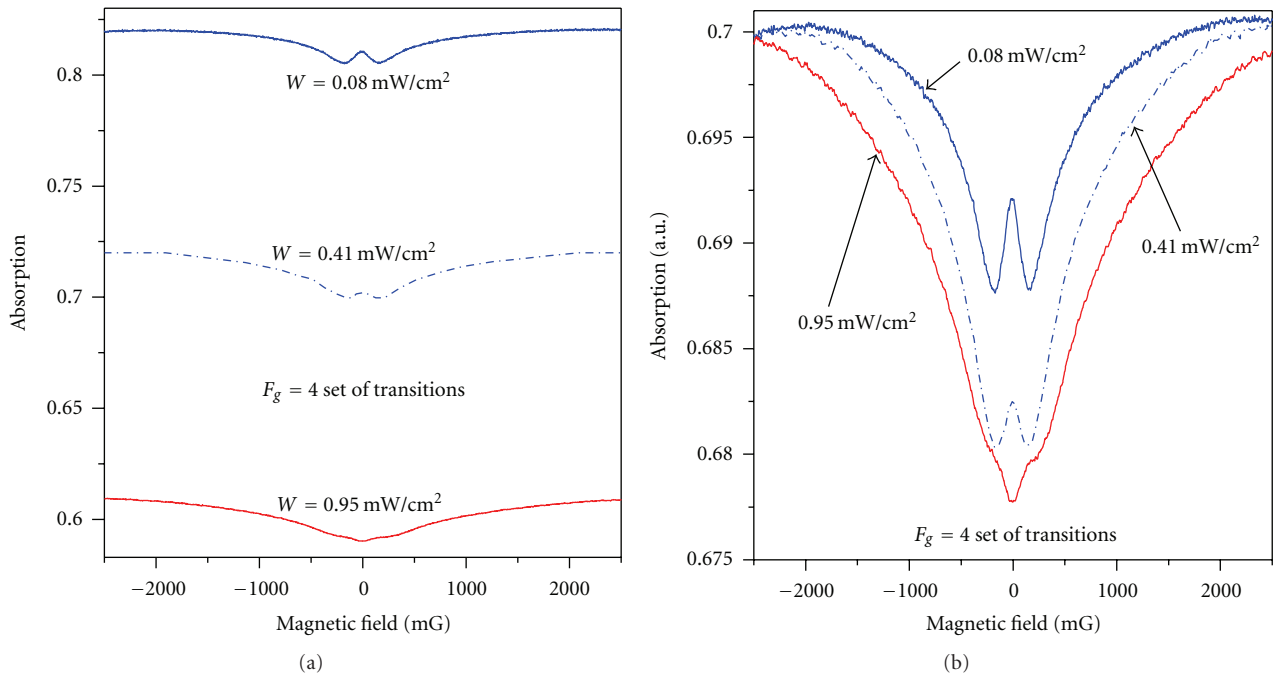 0.8
0.75
0.7
0.65
0.6
Absorption
W = 0.08 mW/cm²
W = 0.41 mW/cm²
F_g = 4 set of transitions
W = 0.95 mW/cm²
−2000
−1000
0
1000
2000
Magnetic field (mG)
(a)
0.7
0.695
0.69
0.685
0.68
0.675
Absorption (a.u.)
0.08 mW/cm²
0.41 mW/cm²
0.95 mW/cm²
F_g = 4 set of transitions
−2000
−1000
0
1000
2000
Magnetic field (mG)
(b)